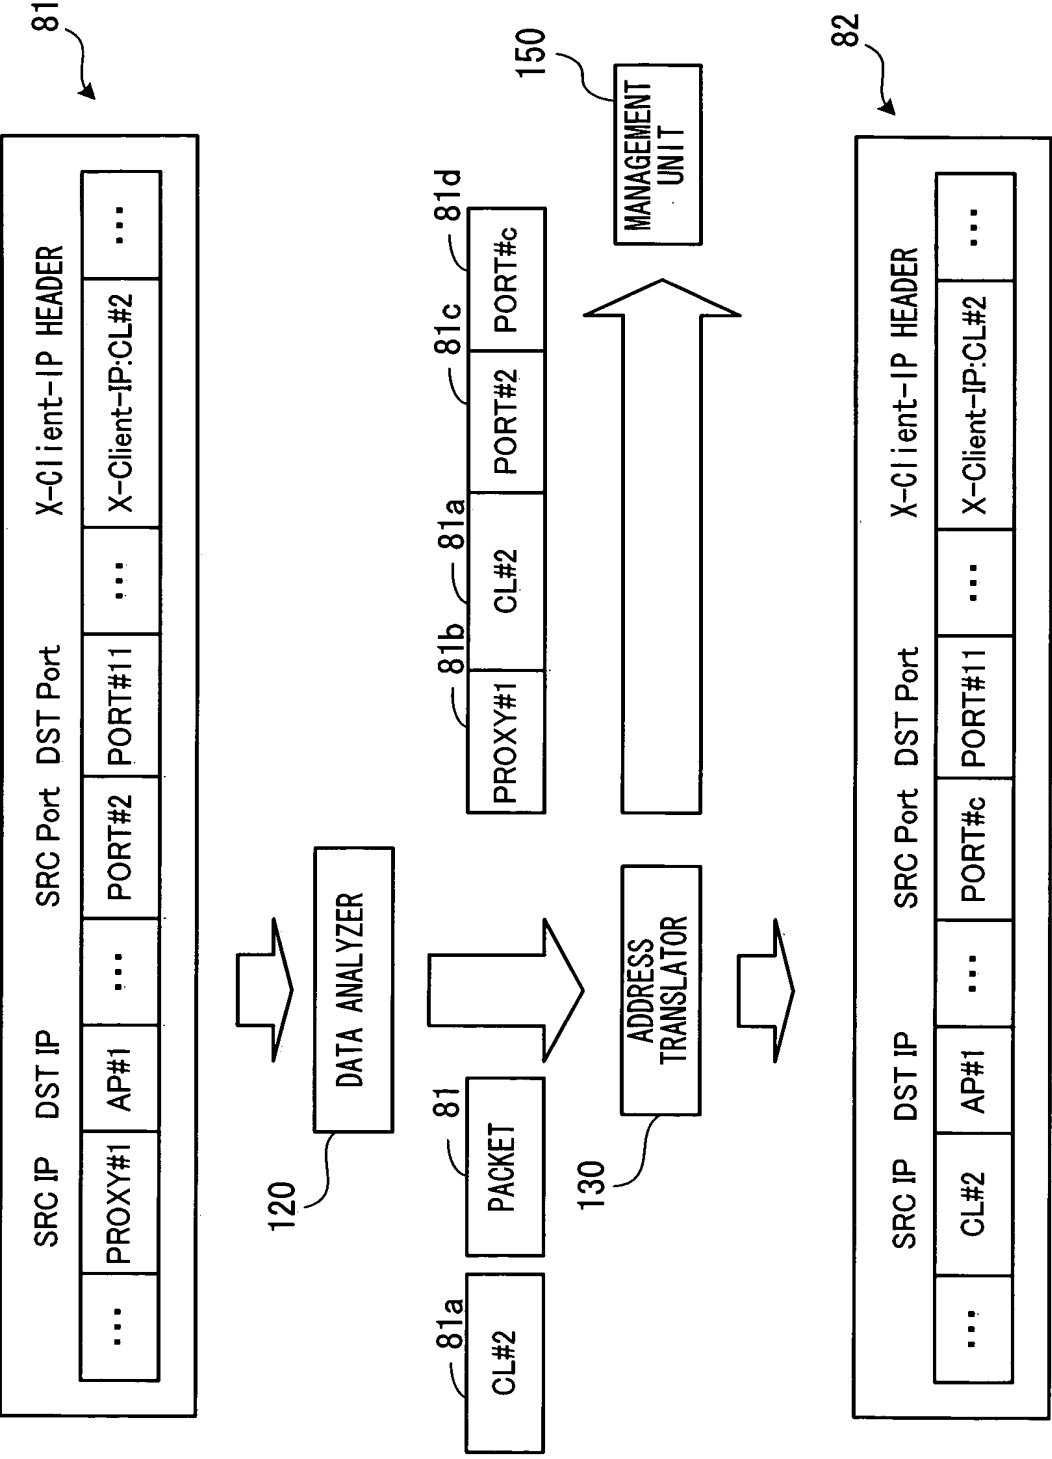 81
SRC IP DST IP SRC Port DST Port X-Client-IP HEADER
... PROXY#1 AP#1 ... PORT#2 PORT#11 ... X-Client-IP:CL#2 ...
120
DATA ANALYZER
81a 81 81b 81a 81c 81d
CL#2 PACKET PROXY#1 CL#2 PORT#2 PORT#c
150
130
ADDRESS
TRANSLATOR
MANAGEMENT
UNIT
82
SRC IP DST IP SRC Port DST Port X-Client-IP HEADER
... CL#2 AP#1 ... PORT#c PORT#11 ... X-Client-IP:CL#2 ...